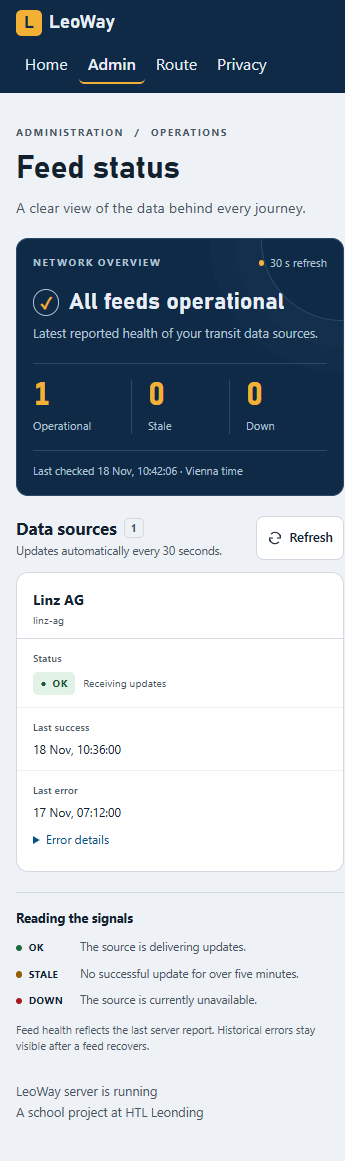 L LeoWay
Home Admin Route Privacy
ADMINISTRATION / OPERATIONS
Feed status
A clear view of the data behind every journey.
NETWORK OVERVIEW
30 s refresh
All feeds operational
Latest reported health of your transit data sources.
1 0 0
Operational Stale Down
Last checked 18 Nov, 10:42:06 · Vienna time
Data sources 1
Updates automatically every 30 seconds.
Refresh
Linz AG
linz-ag
Status
• OK Receiving updates
Last success
18 Nov, 10:36:00
Last error
17 Nov, 07:12:00
Error details
Reading the signals
OK The source is delivering updates.
STALE No successful update for over five minutes.
DOWN The source is currently unavailable.
Feed health reflects the last server report. Historical errors stay
visible after a feed recovers.
LeoWay server is running
A school project at HTL Leonding